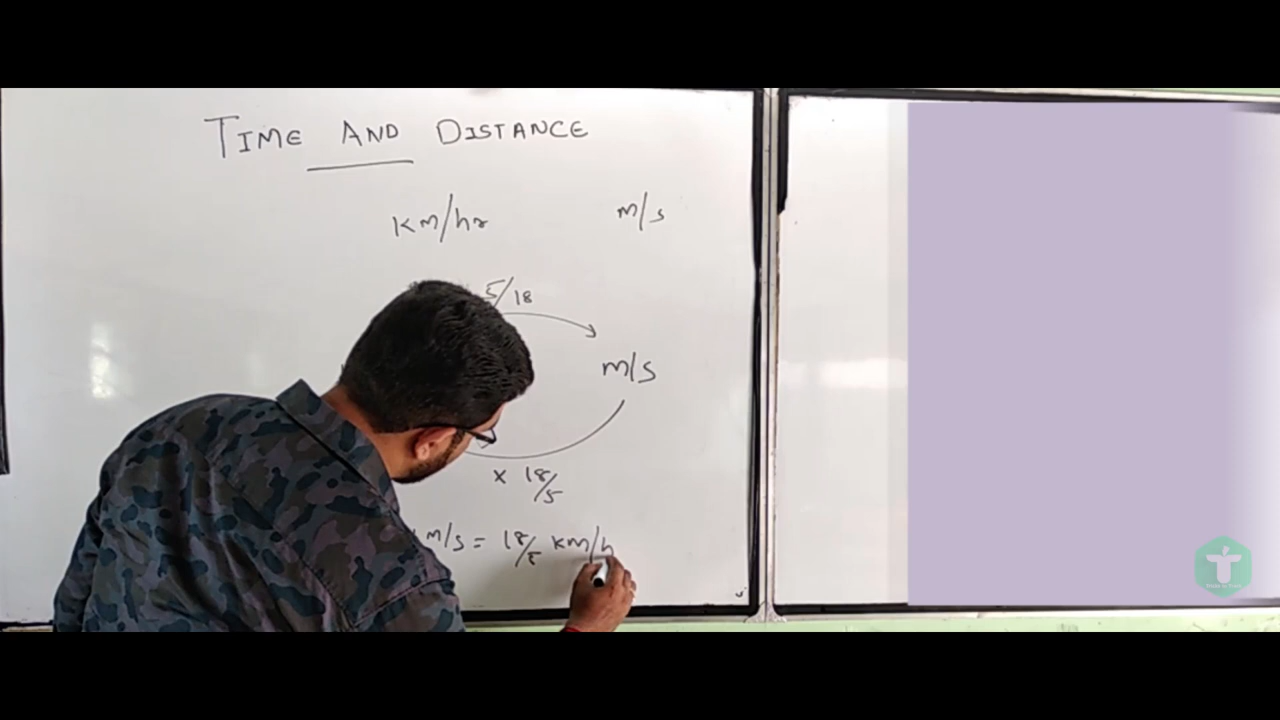 TIME AND DISTANCE
Km/hr m/s
5/18
m/s
x 18/5
m/s = 18/5 Km/h